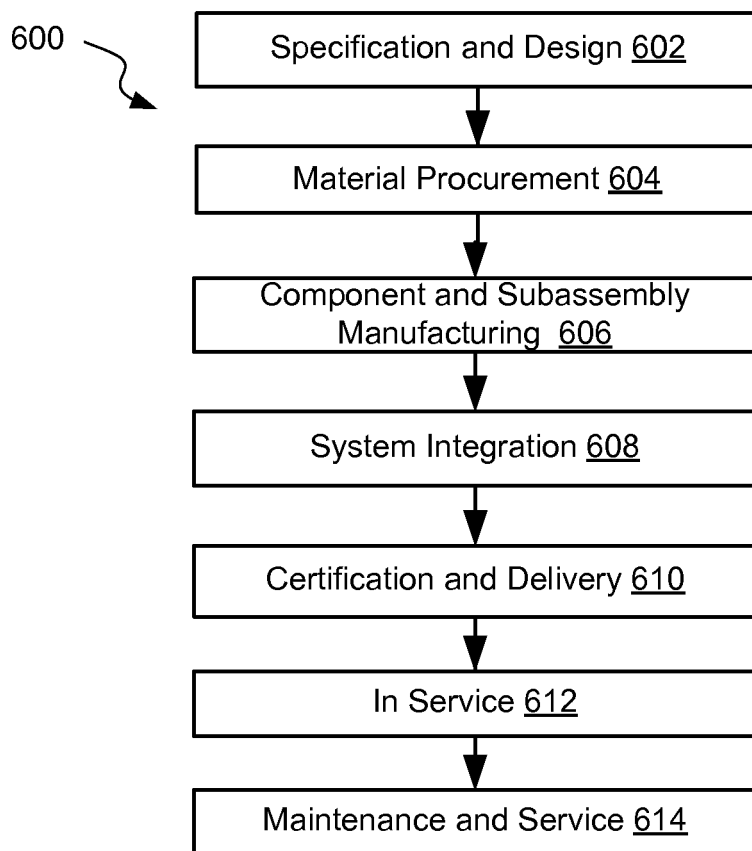 600
Specification and Design 602
Material Procurement 604
Component and Subassembly
Manufacturing 606
System Integration 608
Certification and Delivery 610
In Service 612
Maintenance and Service 614